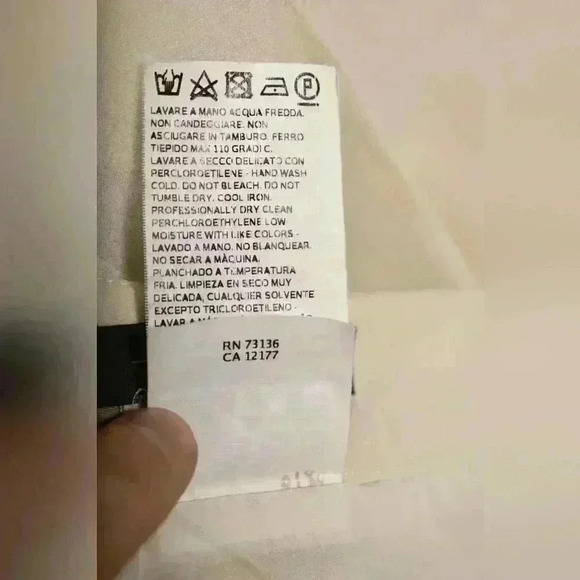 P
LAVARE A MANO ACQUA FREDDA.
NON CANDEGGIARE. NON
ASCIUGARE IN TAMBURO. FERRO
TIEPIDO MAX 110 GRADI C.
LAVARE A SECCO DELICATO CON
PERCLOROETILENE - HAND WASH
COLD. DO NOT BLEACH. DO NOT
TUMBLE DRY. COOL IRON.
PROFESSIONALLY DRY CLEAN
PERCHLOROETHYLENE LOW
MOISTURE WITH LIKE COLORS -
LAVADO A MANO. NO BLANQUEAR.
NO SECAR A MÀQUINA.
PLANCHADO A TEMPERATURA
FRIA. LIMPIEZA EN SECO MUY
DELICADA, CUALQUIER SOLVENTE
EXCEPTO TRICLOROETILENO -
LAVAR A
RN 73136
CA 12177